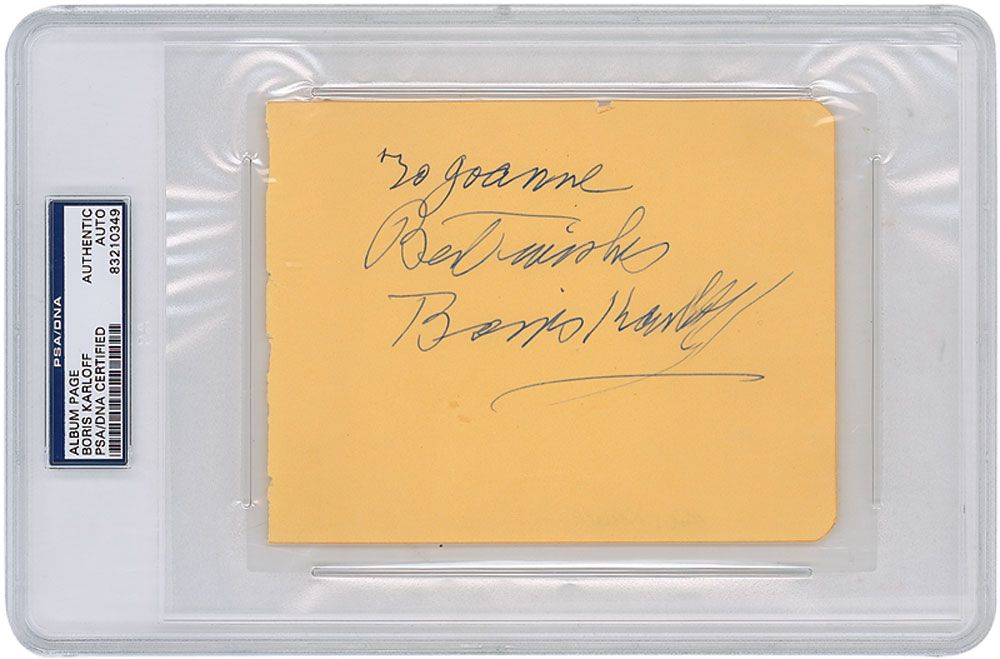 PSA/DNA
ALBUM PAGE
BORIS KARLOFF
PSA/DNA CERTIFIED
AUTHENTIC
AUTO
83210349
To Joanne
Best wishes
Boris Karloff